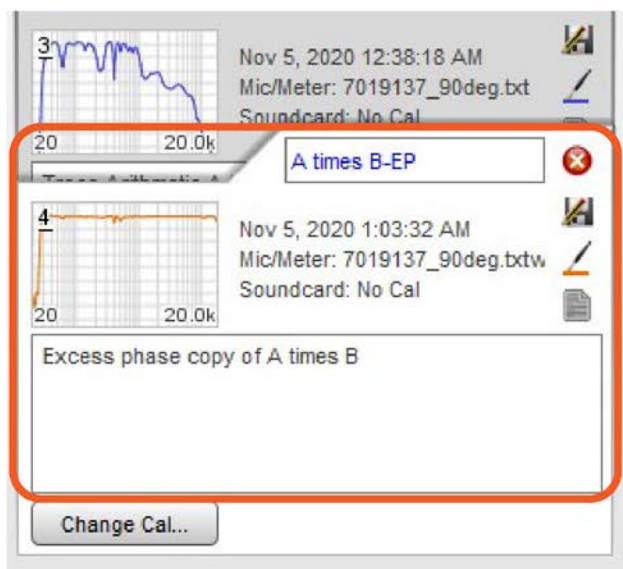 3
Nov 5, 2020 12:38:18 AM
Mic/Meter: 7019137_90deg.txt
Soundcard: No Cal
20 20.0k
A times B-EP
Trace Arithmetic A
4
Nov 5, 2020 1:03:32 AM
Mic/Meter: 7019137_90deg.txtw
Soundcard: No Cal
20 20.0k
Excess phase copy of A times B
Change Cal...